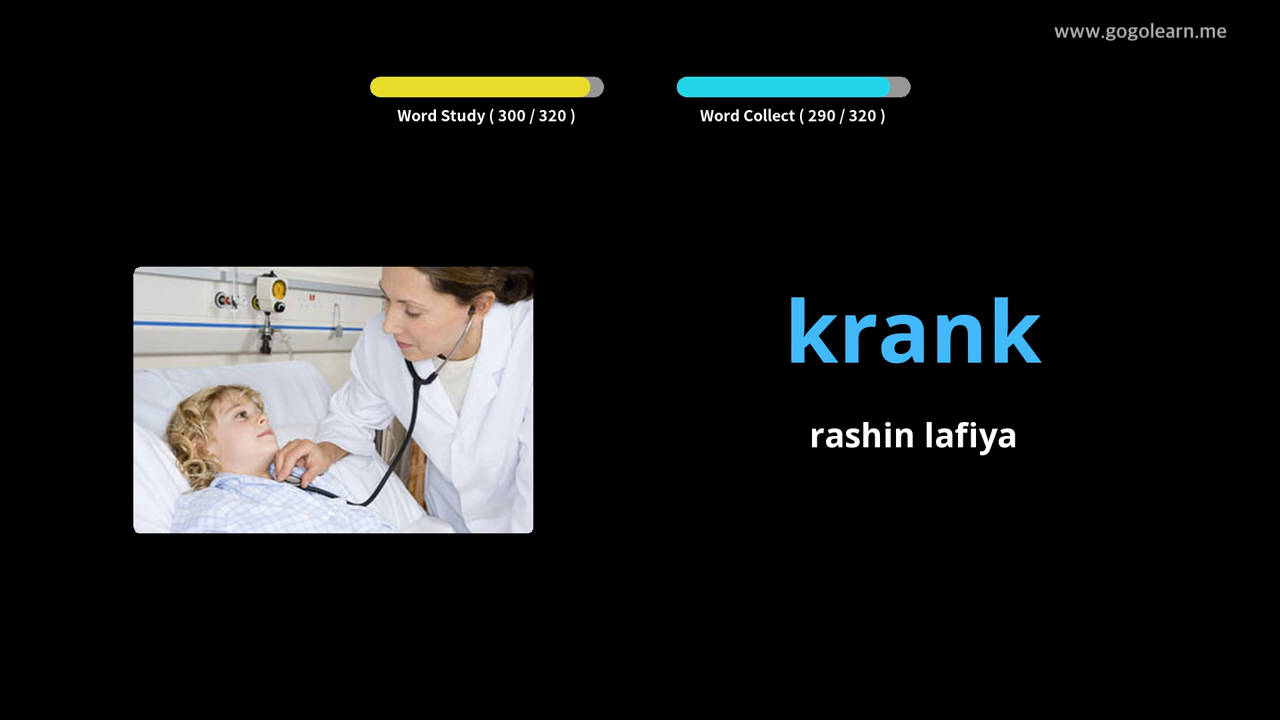 www.gogolearn.me
Word Study ( 300 / 320 )
Word Collect ( 290 / 320 )
krank
rashin lafiya